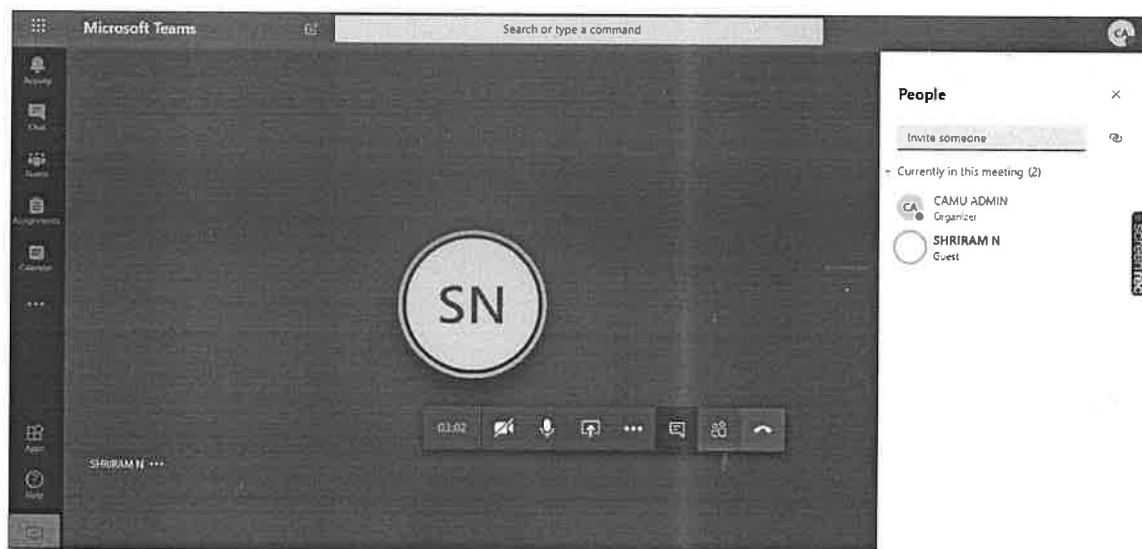 Microsoft Teams
Search or type a command
CA
Activity
Chat
Teams
Assignments
Calendar
Apps
Help
SN
03:02
SHRIRAM N
People
Invite someone
Currently in this meeting (2)
CA
CAMU ADMIN
Organizer
SHRIRAM N
Guest